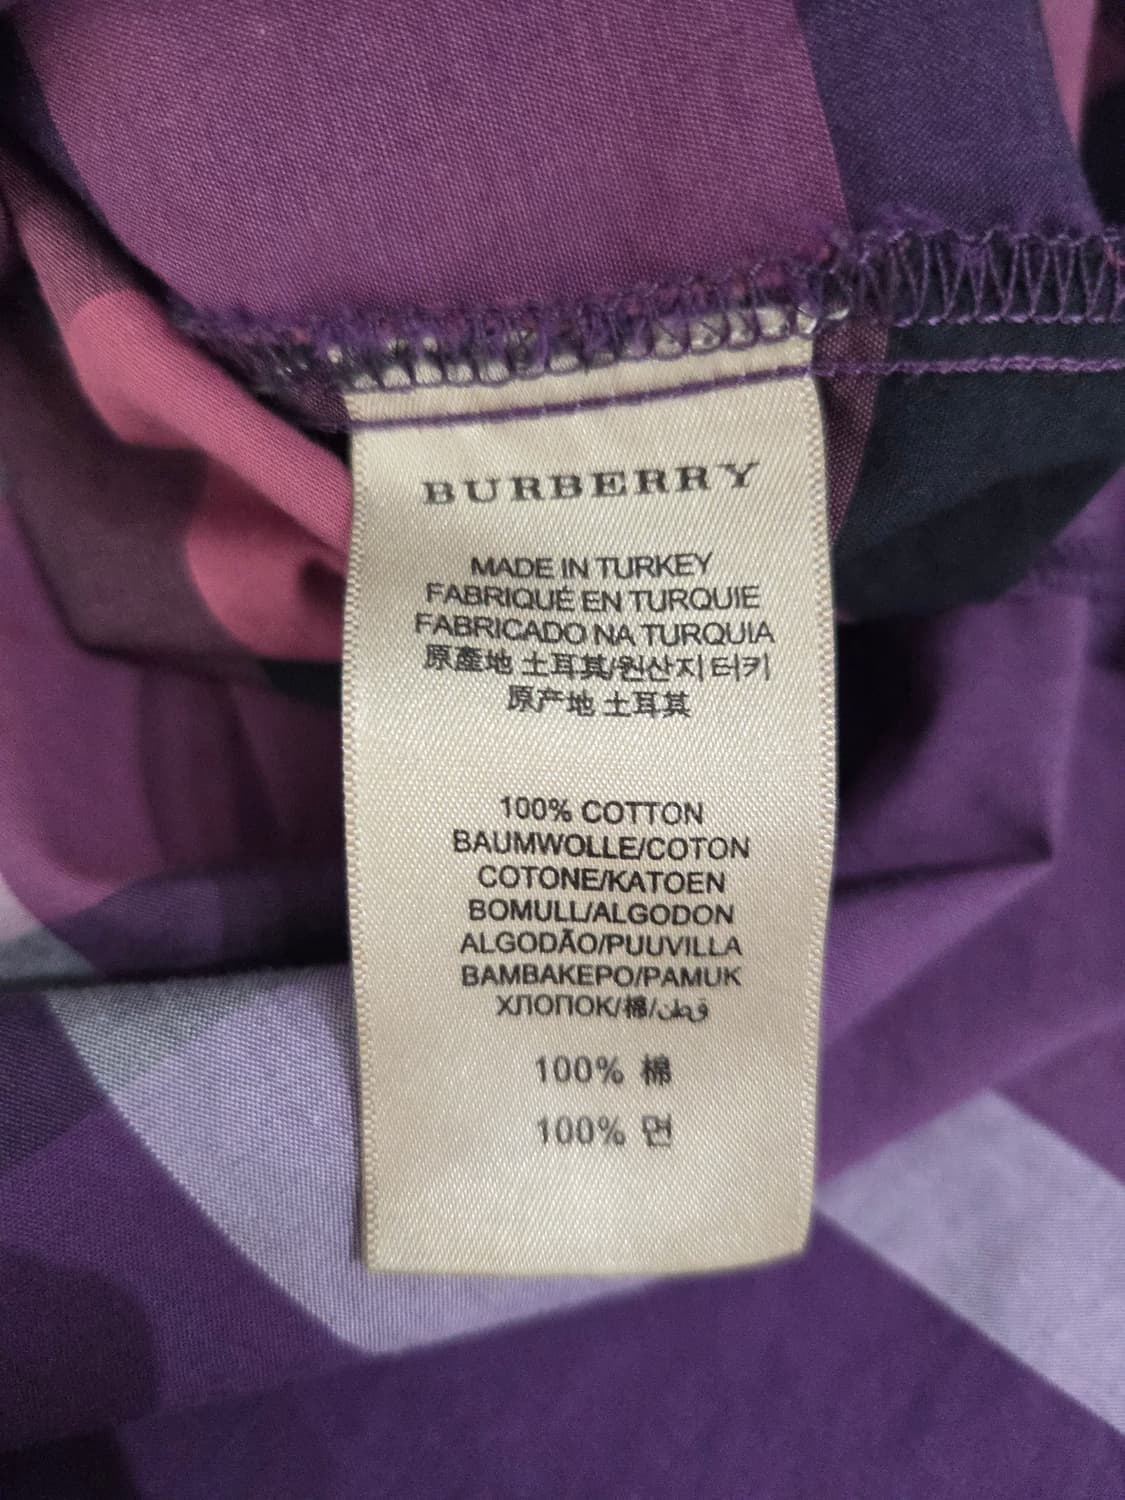 BURBERRY
MADE IN TURKEY
FABRIQUÉ EN TURQUIE
FABRICADO NA TURQUIA
原產地 土耳其/원산지 터키
原产地 土耳其
100% COTTON
BAUMWOLLE/COTON
COTONE/KATOEN
BOMULL/ALGODON
ALGODÃO/PUUVILLA
BAMBAKEPO/PAMUK
ХЛОПОК/棉/قطن
100% 棉
100% 면